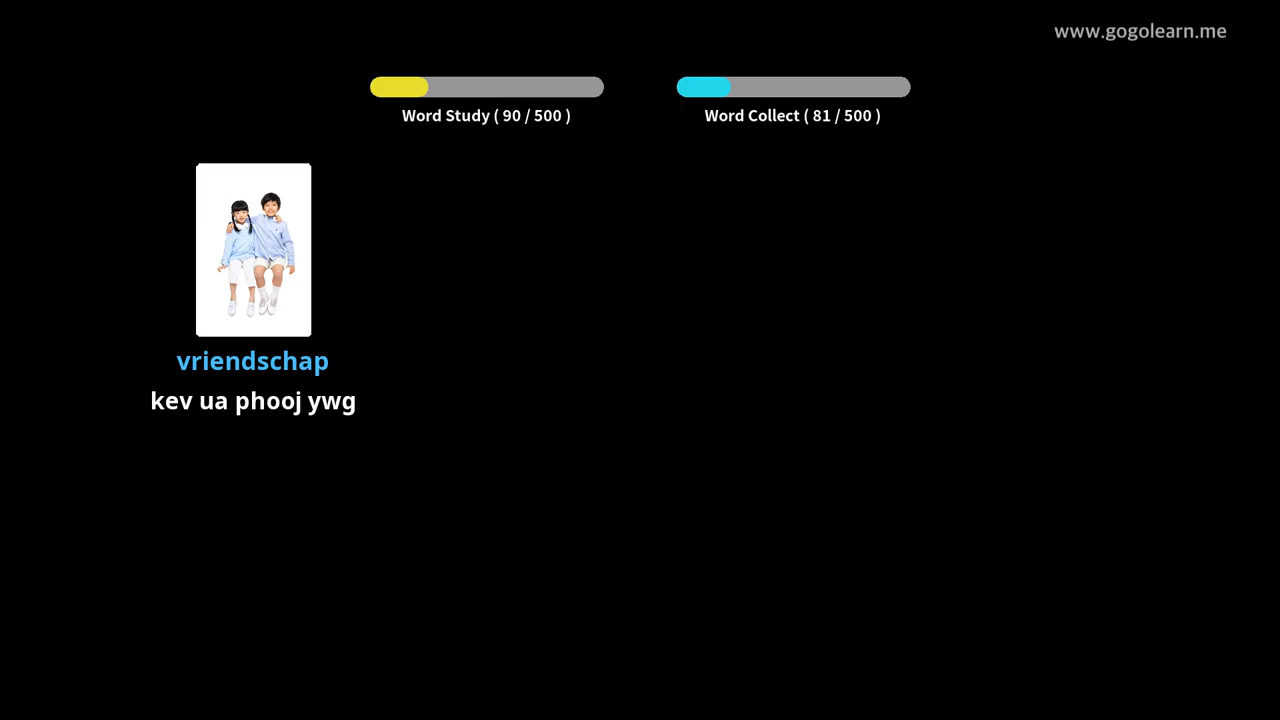 www.gogolearn.me
Word Study ( 90 / 500 )
Word Collect ( 81 / 500 )
vriendschap
kev ua phooj ywg